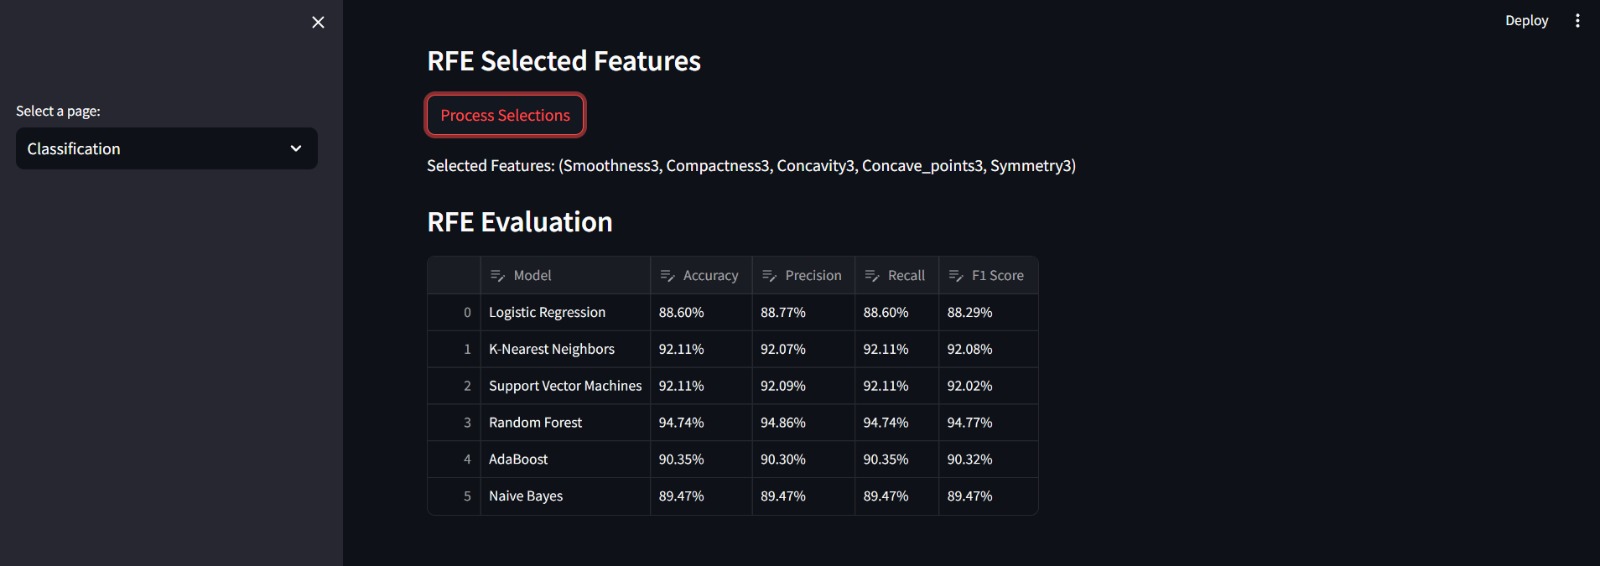 Deploy
Select a page:
Classification
RFE Selected Features
Process Selections
Selected Features: (Smoothness3, Compactness3, Concavity3, Concave_points3, Symmetry3)
RFE Evaluation
Model Accuracy Precision Recall F1 Score
0 Logistic Regression 88.60% 88.77% 88.60% 88.29%
1 K-Nearest Neighbors 92.11% 92.07% 92.11% 92.08%
2 Support Vector Machines 92.11% 92.09% 92.11% 92.02%
3 Random Forest 94.74% 94.86% 94.74% 94.77%
4 AdaBoost 90.35% 90.30% 90.35% 90.32%
5 Naive Bayes 89.47% 89.47% 89.47% 89.47%